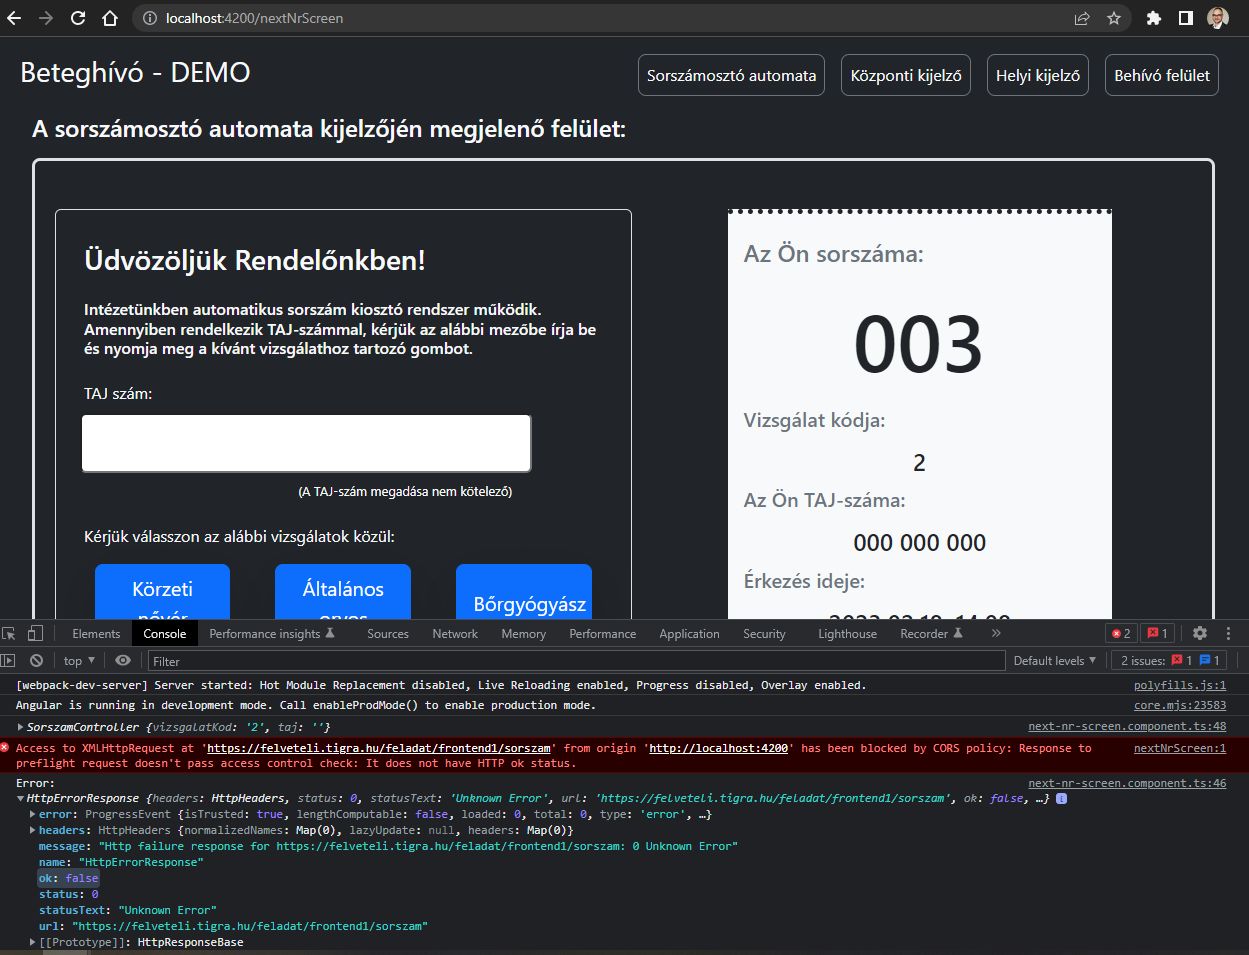 localhost:4200/nextNrScreen
Beteghívó - DEMO
Sorszámosztó automata
Központi kijelző
Helyi kijelző
Behívó felület
A sorszámosztó automata kijelzőjén megjelenő felület:
Üdvözöljük Rendelőnkben!
Intézetünkben automatikus sorszám kiosztó rendszer működik.
Amennyiben rendelkezik TAJ-számmal, kérjük az alábbi mezőbe írja be
és nyomja meg a kívánt vizsgálathoz tartozó gombot.
TAJ szám:
(A TAJ-szám megadása nem kötelező)
Kérjük válasszon az alábbi vizsgálatok közül:
Körzeti
nővér
Általános
orvos
Bőrgyógyász
Az Ön sorszáma:
003
Vizsgálat kódja:
2
Az Ön TAJ-száma:
000 000 000
Érkezés ideje:
Elements Console Performance insights Sources Network Memory Performance Application Security Lighthouse Recorder » 2 1
top Filter Default levels 2 issues: 1 1
[webpack-dev-server] Server started: Hot Module Replacement disabled, Live Reloading enabled, Progress disabled, Overlay enabled. polyfills.js:1
Angular is running in development mode. Call enableProdMode() to enable production mode. core.mjs:23583
SorszamController {vizsgalatKod: '2', taj: ''} next-nr-screen.component.ts:48
Access to XMLHttpRequest at 'https://felveteli.tigra.hu/feladat/frontend1/sorszam' from origin 'http://localhost:4200' has been blocked by CORS policy: Response to nextNrScreen:1
preflight request doesn't pass access control check: It does not have HTTP ok status.
Error: next-nr-screen.component.ts:46
HttpErrorResponse {headers: HttpHeaders, status: 0, statusText: 'Unknown Error', url: 'https://felveteli.tigra.hu/feladat/frontend1/sorszam', ok: false, …} i
error: ProgressEvent {isTrusted: true, lengthComputable: false, loaded: 0, total: 0, type: 'error', …}
headers: HttpHeaders {normalizedNames: Map(0), lazyUpdate: null, headers: Map(0)}
message: "Http failure response for https://felveteli.tigra.hu/feladat/frontend1/sorszam: 0 Unknown Error"
name: "HttpErrorResponse"
ok: false
status: 0
statusText: "Unknown Error"
url: "https://felveteli.tigra.hu/feladat/frontend1/sorszam"
[[Prototype]]: HttpResponseBase